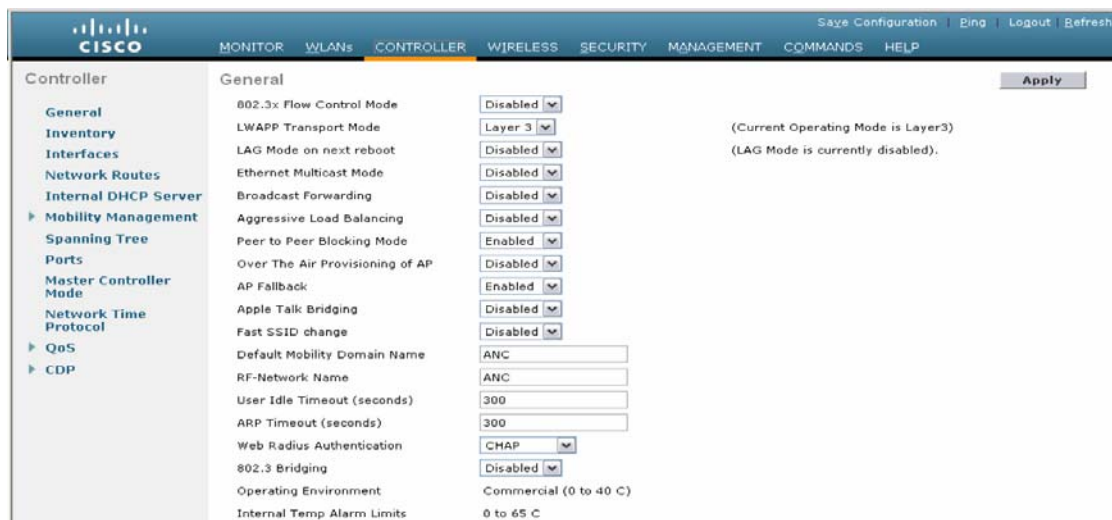 Save Configuration | Ping | Logout | Refresh
CISCO
MONITOR WLANs CONTROLLER WIRELESS SECURITY MANAGEMENT COMMANDS HELP
Controller
General
Inventory
Interfaces
Network Routes
Internal DHCP Server
Mobility Management
Spanning Tree
Ports
Master Controller
Mode
Network Time
Protocol
QoS
CDP
General
Apply
802.3x Flow Control Mode Disabled
LWAPP Transport Mode Layer 3 (Current Operating Mode is Layer3)
LAG Mode on next reboot Disabled (LAG Mode is currently disabled).
Ethernet Multicast Mode Disabled
Broadcast Forwarding Disabled
Aggressive Load Balancing Disabled
Peer to Peer Blocking Mode Enabled
Over The Air Provisioning of AP Disabled
AP Fallback Enabled
Apple Talk Bridging Disabled
Fast SSID change Disabled
Default Mobility Domain Name ANC
RF-Network Name ANC
User Idle Timeout (seconds) 300
ARP Timeout (seconds) 300
Web Radius Authentication CHAP
802.3 Bridging Disabled
Operating Environment Commercial (0 to 40 C)
Internal Temp Alarm Limits 0 to 65 C